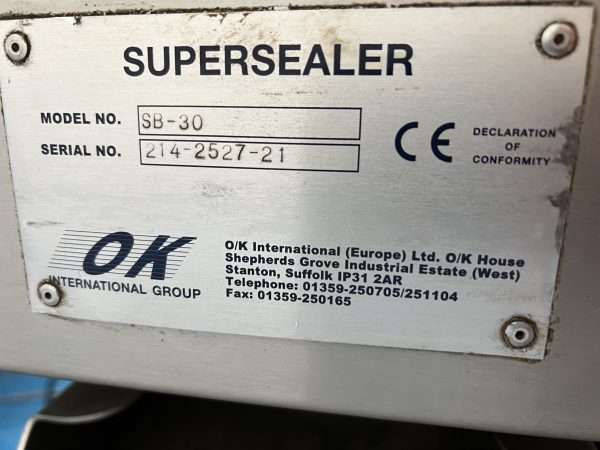 SUPERSEALER
MODEL NO. SB-30
SERIAL NO. 214-2527-21
CE DECLARATION
OF
CONFORMITY
OK
INTERNATIONAL GROUP
O/K International (Europe) Ltd. O/K House
Shepherds Grove Industrial Estate (West)
Stanton, Suffolk IP31 2AR
Telephone: 01359-250705/251104
Fax: 01359-250165